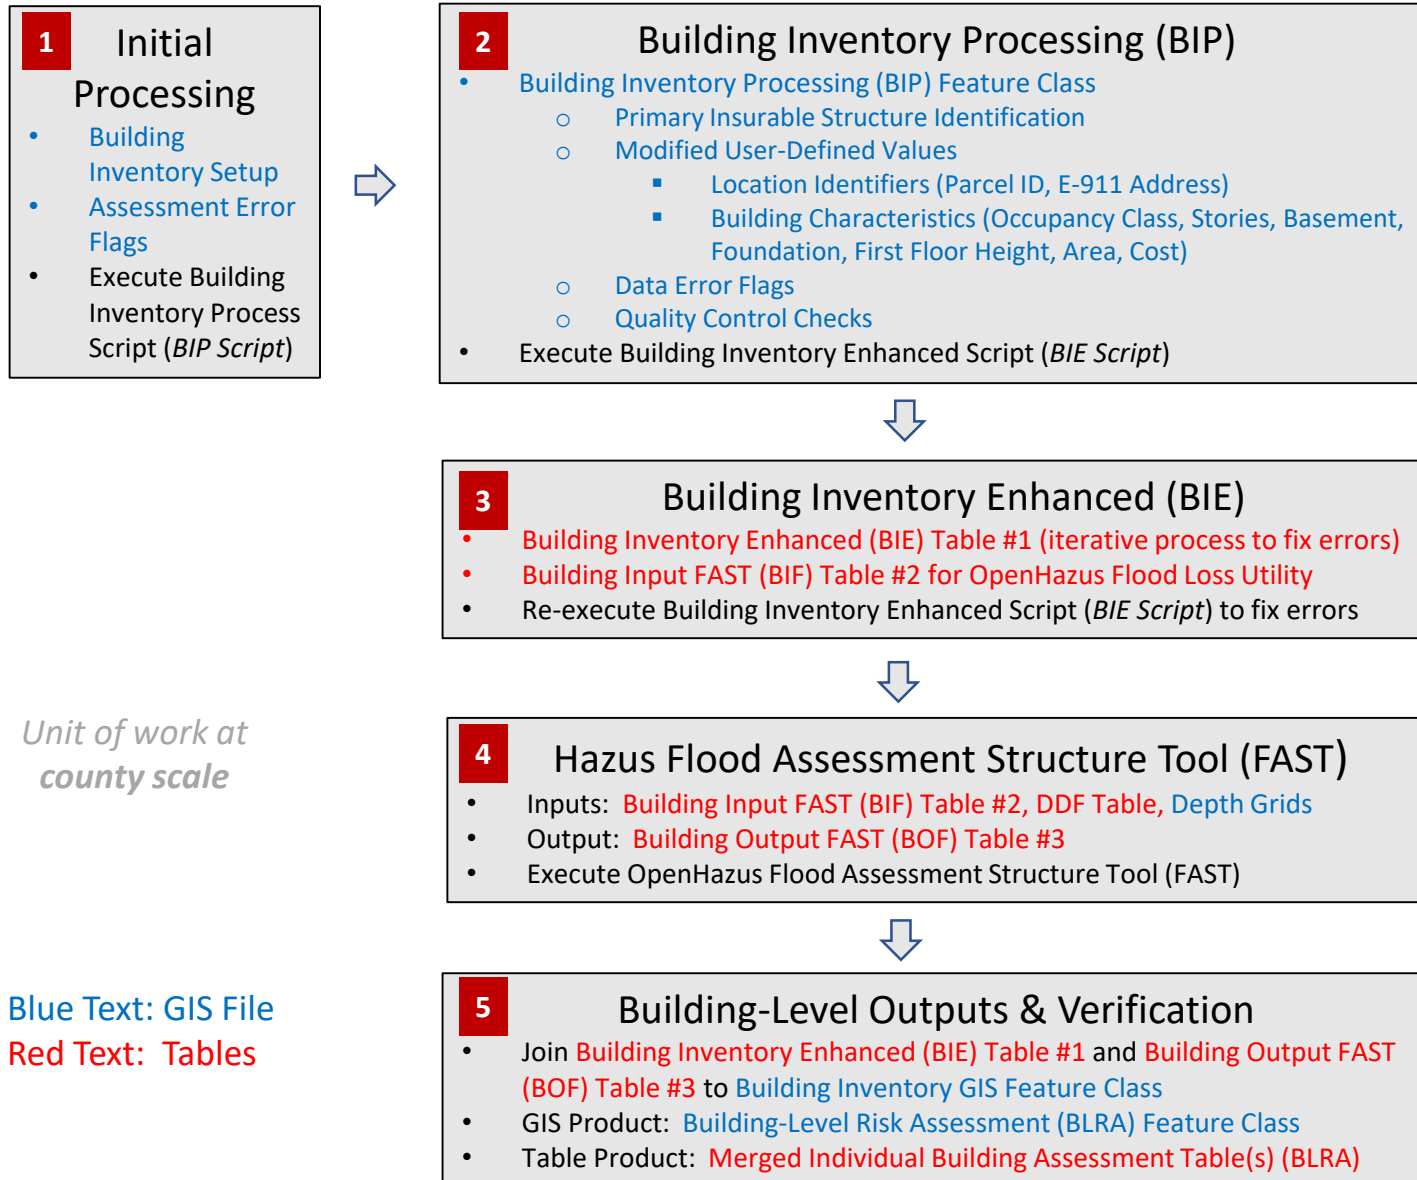 1 Initial
Processing
• Building
Inventory Setup
• Assessment Error
Flags
• Execute Building
Inventory Process
Script (BIP Script)
2 Building Inventory Processing (BIP)
• Building Inventory Processing (BIP) Feature Class
o Primary Insurable Structure Identification
o Modified User-Defined Values
▪ Location Identifiers (Parcel ID, E-911 Address)
▪ Building Characteristics (Occupancy Class, Stories, Basement,
Foundation, First Floor Height, Area, Cost)
o Data Error Flags
o Quality Control Checks
• Execute Building Inventory Enhanced Script (BIE Script)
3 Building Inventory Enhanced (BIE)
• Building Inventory Enhanced (BIE) Table #1 (iterative process to fix errors)
• Building Input FAST (BIF) Table #2 for OpenHazus Flood Loss Utility
• Re-execute Building Inventory Enhanced Script (BIE Script) to fix errors
Unit of work at
county scale
4 Hazus Flood Assessment Structure Tool (FAST)
• Inputs: Building Input FAST (BIF) Table #2, DDF Table, Depth Grids
• Output: Building Output FAST (BOF) Table #3
• Execute OpenHazus Flood Assessment Structure Tool (FAST)
Blue Text: GIS File
Red Text: Tables
5 Building-Level Outputs & Verification
• Join Building Inventory Enhanced (BIE) Table #1 and Building Output FAST
(BOF) Table #3 to Building Inventory GIS Feature Class
• GIS Product: Building-Level Risk Assessment (BLRA) Feature Class
• Table Product: Merged Individual Building Assessment Table(s) (BLRA)